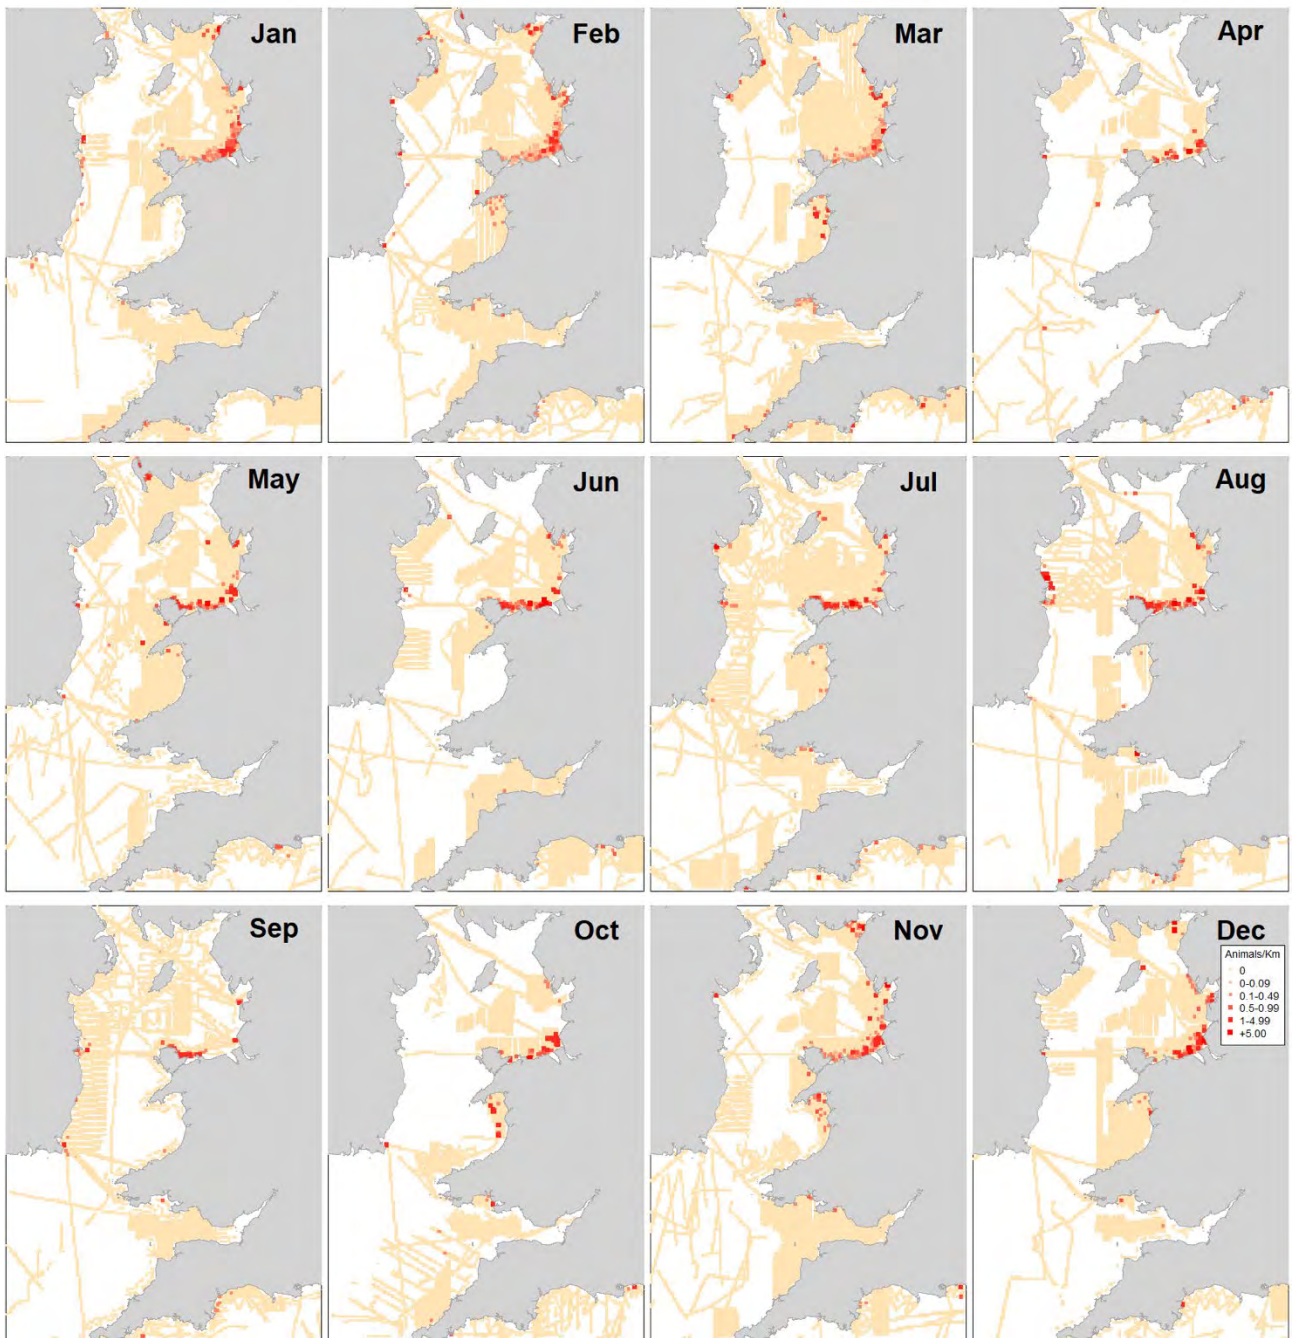 Jan
Feb
Mar
Apr
May
Jun
Jul
Aug
Sep
Oct
Nov
Dec
Animals/Km
0
0-0.09
0.1-0.49
0.5-0.99
1-4.99
+5.00